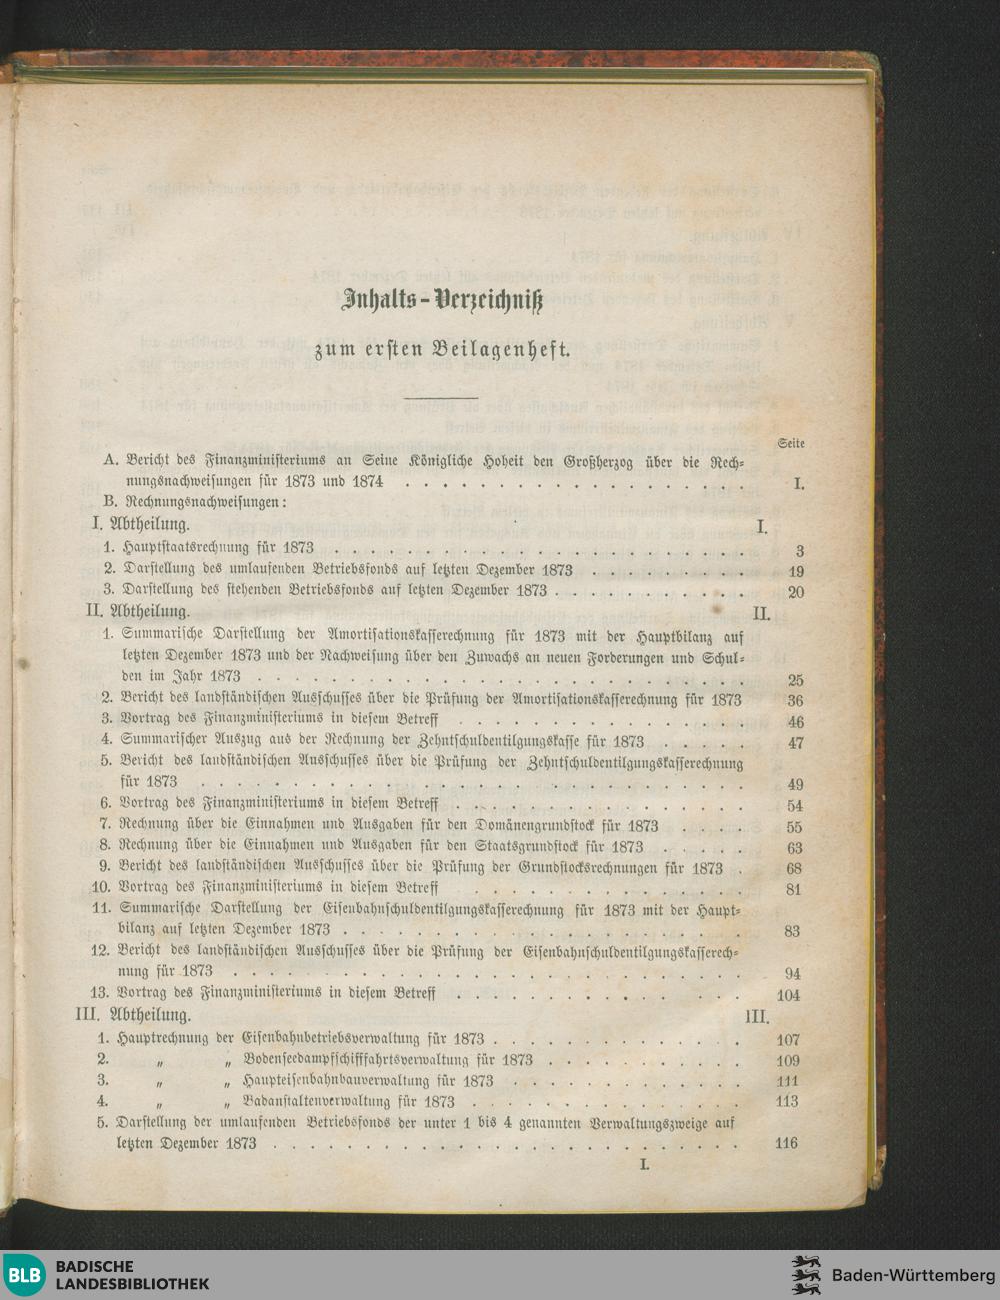 Inhalts-Verzeichniß
zum ersten Beilagenheft.
Seite
A. Bericht des Finanzministeriums an Seine Königliche Hoheit den Großherzog über die Rech-
nungsnachweisungen für 1873 und 1874 . . . . . . . . . . . . . . . . I.
B. Rechnungsnachweisungen:
I. Abtheilung. I.
1. Hauptstaatsrechnung für 1873 . . . . . . . . . . . . . . . . . . 3
2. Darstellung des umlaufenden Betriebsfonds auf letzten Dezember 1873 . . . . . . . . 19
3. Darstellung des stehenden Betriebsfonds auf letzten Dezember 1873 . . . . . . . . . . 20
II. Abtheilung. II.
1. Summarische Darstellung der Amortisationskasserechnung für 1873 mit der Hauptbilanz auf
letzten Dezember 1873 und der Nachweisung über den Zuwachs an neuen Forderungen und Schul-
den im Jahr 1873 . . . . . . . . . . . . . . . . . . . . . . 25
2. Bericht des landständischen Ausschusses über die Prüfung der Amortisationskasserechnung für 1873 36
3. Vortrag des Finanzministeriums in diesem Betreff . . . . . . . . . . . . . . . 46
4. Summarischer Auszug aus der Rechnung der Zehntschuldentilgungskasse für 1873 . . . . . 47
5. Bericht des landständischen Ausschusses über die Prüfung der Zehntschuldentilgungskasserechnung
für 1873 . . . . . . . . . . . . . . . . . . . . . . . . 49
6. Vortrag des Finanzministeriums in diesem Betreff . . . . . . . . . . . . . . . 54
7. Rechnung über die Einnahmen und Ausgaben für den Domänengrundstock für 1873 . . . . 55
8. Rechnung über die Einnahmen und Ausgaben für den Staatsgrundstock für 1873 . . . . . 63
9. Bericht des landständischen Ausschusses über die Prüfung der Grundstocksrechnungen für 1873 . 68
10. Vortrag des Finanzministeriums in diesem Betreff . . . . . . . . . . . . . . 81
11. Summarische Darstellung der Eisenbahnschuldentilgungskasserechnung für 1873 mit der Haupt-
bilanz auf letzten Dezember 1873 . . . . . . . . . . . . . . . . . . 83
12. Bericht des landständischen Ausschusses über die Prüfung der Eisenbahnschuldentilgungskasserech-
nung für 1873 . . . . . . . . . . . . . . . . . . . . . . 94
13. Vortrag des Finanzministeriums in diesem Betreff . . . . . . . . . . . . . . 104
III. Abtheilung. III.
1. Hauptrechnung der Eisenbahnbetriebsverwaltung für 1873 . . . . . . . . . . . . 107
2. „ „ Bodenseedampfschifffahrtsverwaltung für 1873 . . . . . . . . . 109
3. „ „ Haupteisenbahnbauverwaltung für 1873 . . . . . . . . . . . 111
4. „ „ Badanstaltenverwaltung für 1873 . . . . . . . . . . . . . 113
5. Darstellung der umlaufenden Betriebsfonds der unter 1 bis 4 genannten Verwaltungszweige auf
letzten Dezember 1873 . . . . . . . . . . . . . . . . . . . . . 116
I.
BLB
BADISCHE
LANDESBIBLIOTHEK
Baden-Württemberg